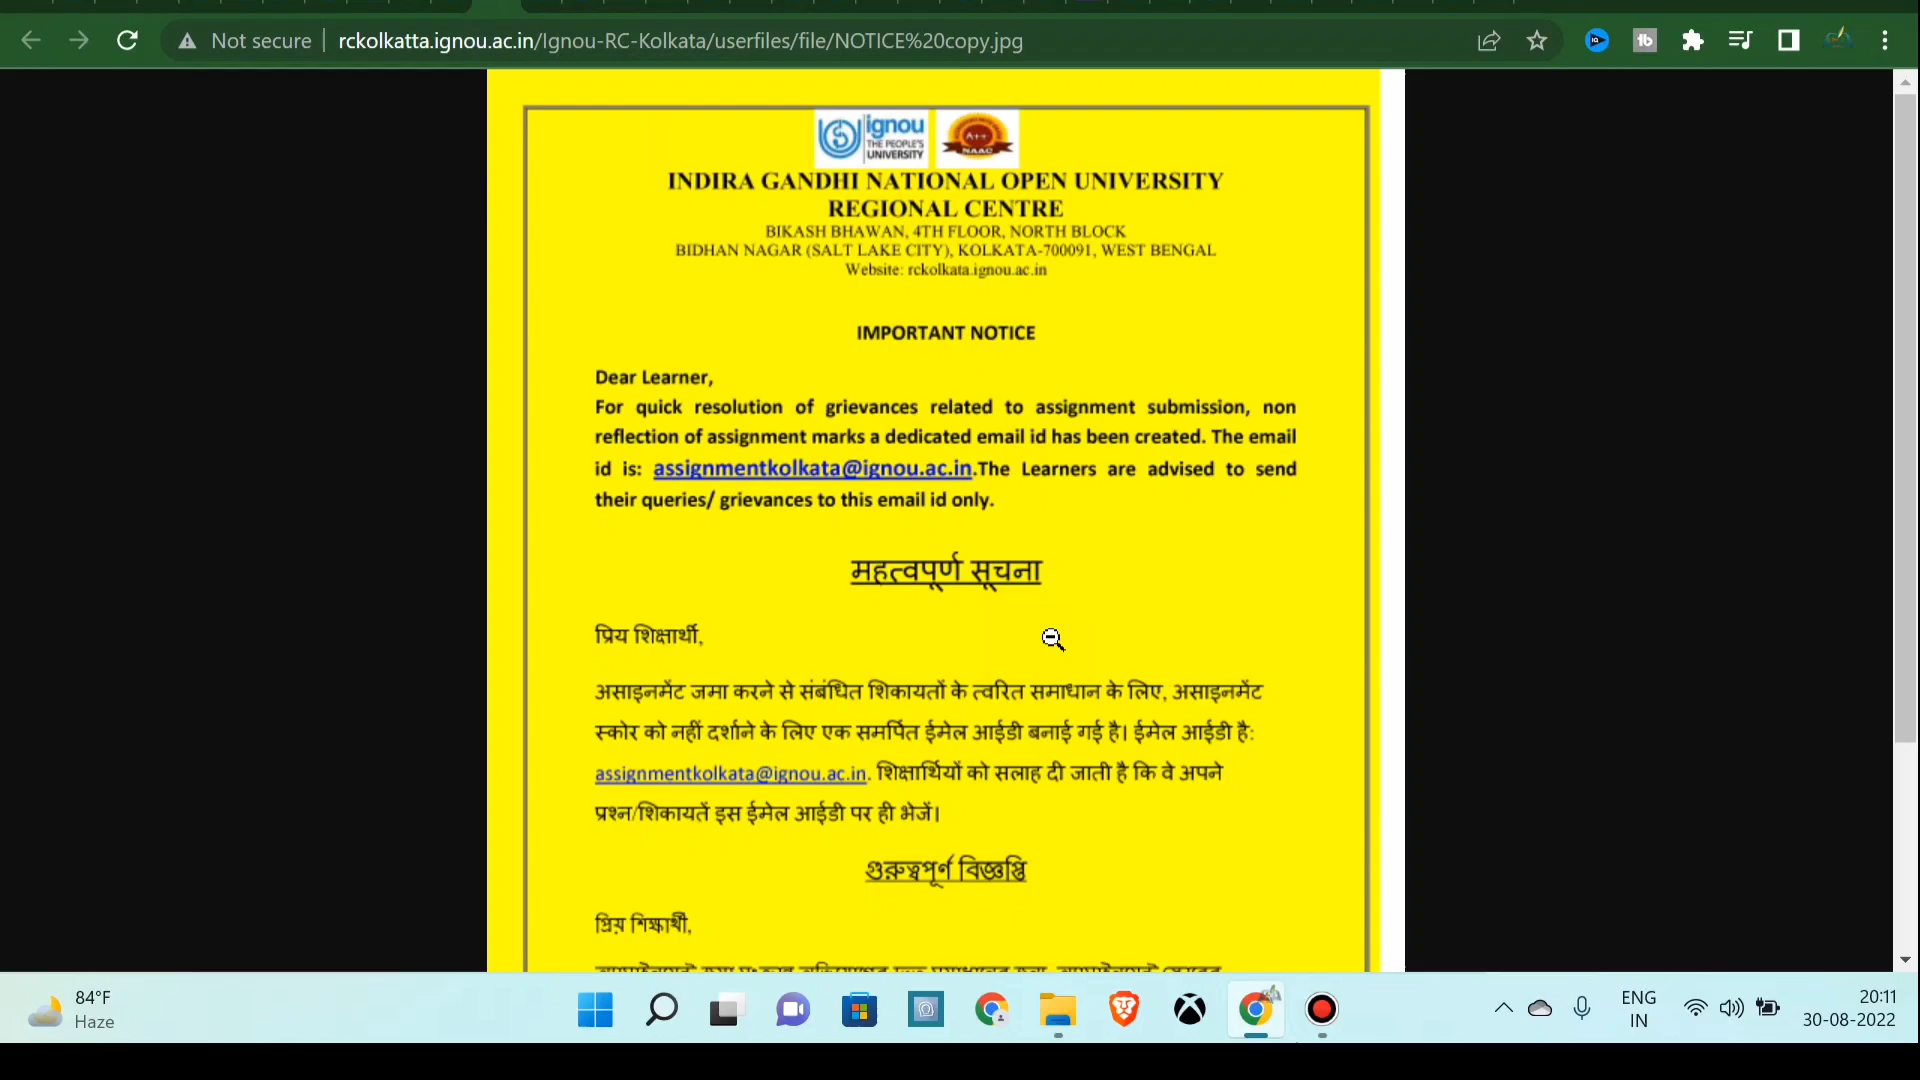 Not secure | rckolkatta.ignou.ac.in/Ignou-RC-Kolkata/userfiles/file/NOTICE%20copy.jpg
ignou
THE PEOPLE'S
UNIVERSITY
A++
NAAC
INDIRA GANDHI NATIONAL OPEN UNIVERSITY
REGIONAL CENTRE
BIKASH BHAWAN, 4TH FLOOR, NORTH BLOCK
BIDHAN NAGAR (SALT LAKE CITY), KOLKATA-700091, WEST BENGAL
Website: rckolkata.ignou.ac.in
IMPORTANT NOTICE
Dear Learner,
For quick resolution of grievances related to assignment submission, non
reflection of assignment marks a dedicated email id has been created. The email
id is: assignmentkolkata@ignou.ac.in.The Learners are advised to send
their queries/ grievances to this email id only.
महत्वपूर्ण सूचना
प्रिय शिक्षार्थी,
असाइनमेंट जमा करने से संबंधित शिकायतों के त्वरित समाधान के लिए, असाइनमेंट
स्कोर को नहीं दर्शाने के लिए एक समर्पित ईमेल आईडी बनाई गई है। ईमेल आईडी है:
assignmentkolkata@ignou.ac.in. शिक्षार्थियों को सलाह दी जाती है कि वे अपने
प्रश्न/शिकायतें इस ईमेल आईडी पर ही भेजें।
গুরুত্বপূর্ণ বিজ্ঞপ্তি
প্রিয় শিক্ষার্থী,
84°F
Haze
ENG
IN
20:11
30-08-2022